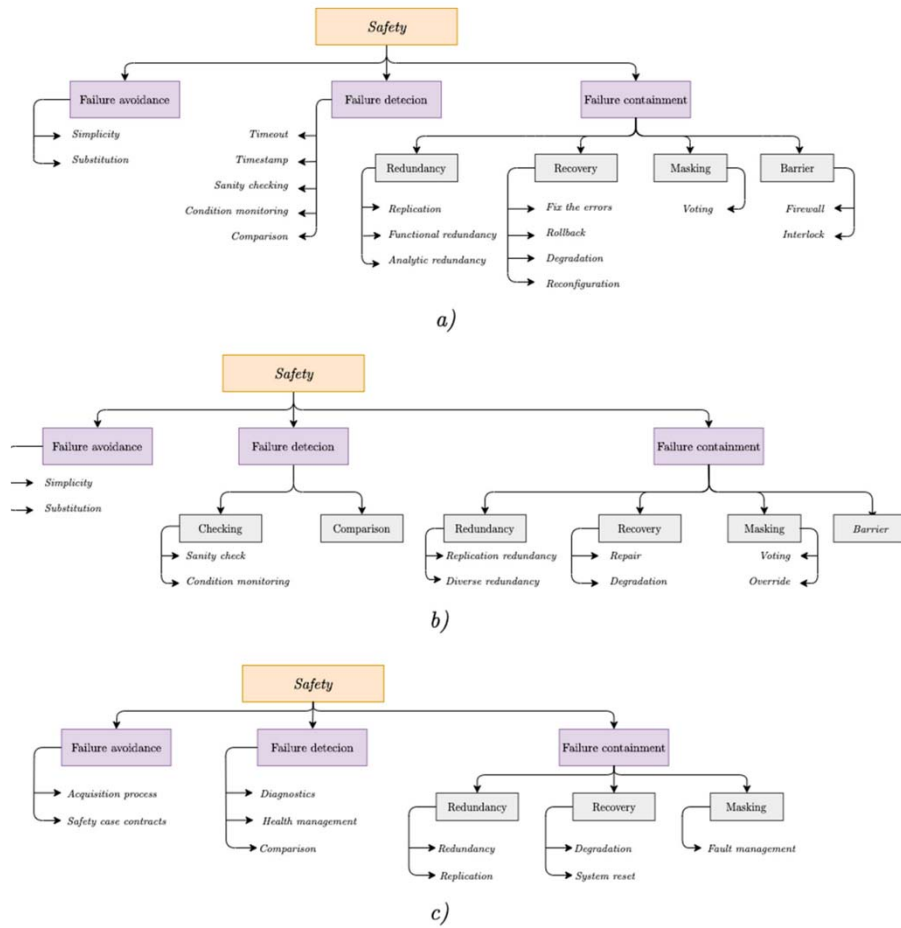 Safety
Failure avoidance
Failure detecion
Failure containment
Simplicity
Substitution
Timeout
Timestamp
Sanity checking
Condition monitoring
Comparison
Redundancy
Recovery
Masking
Barrier
Replication
Functional redundancy
Analytic redundancy
Fix the errors
Rollback
Degradation
Reconfiguration
Voting
Firewall
Interlock
a)
Safety
Failure avoidance
Failure detecion
Failure containment
Simplicity
Substitution
Checking
Comparison
Redundancy
Recovery
Masking
Barrier
Sanity check
Condition monitoring
Replication redundancy
Diverse redundancy
Repair
Degradation
Voting
Override
b)
Safety
Failure avoidance
Failure detecion
Failure containment
Acquisition process
Safety case contracts
Diagnostics
Health management
Comparison
Redundancy
Recovery
Masking
Redundancy
Replication
Degradation
System reset
Fault management
c)